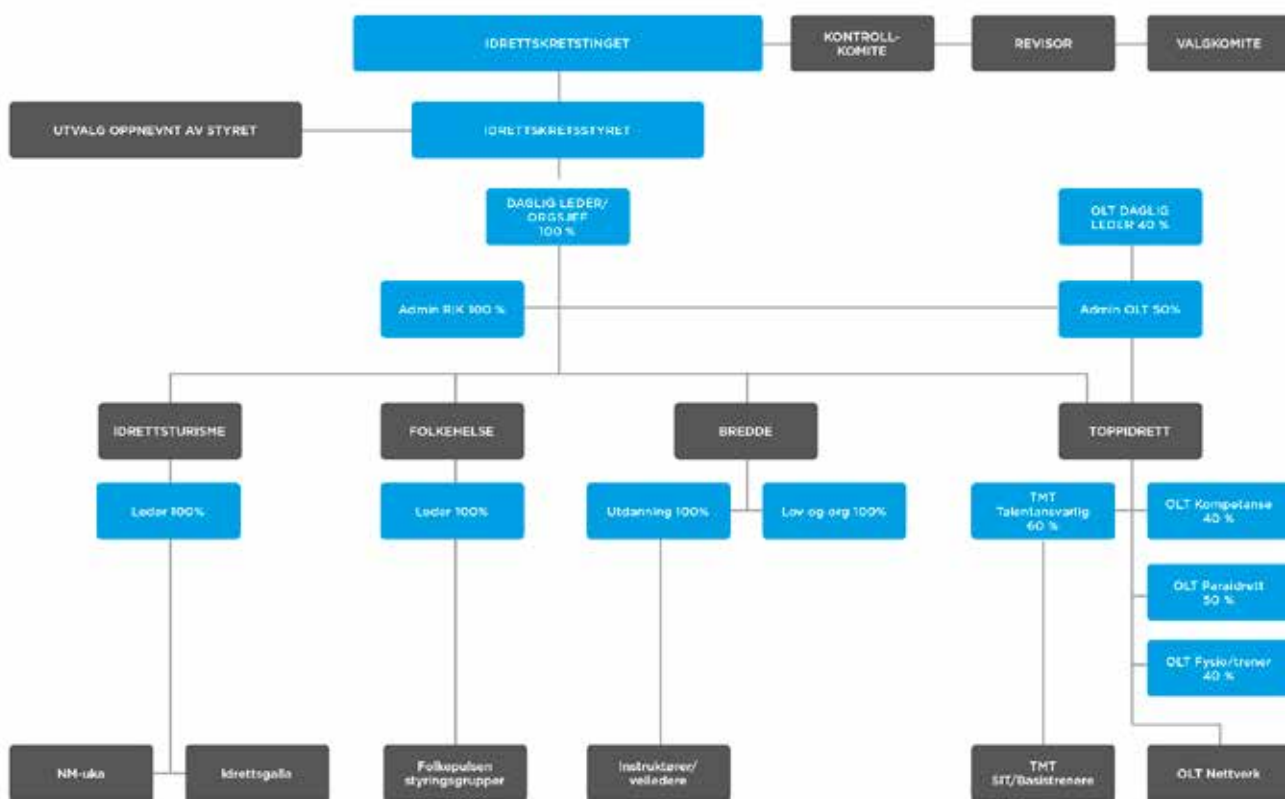 IDRETTSKRETSTINGET
KONTROLL-
KOMITE
REVISOR
VALGKOMITE
UTVALG OPPNEVNT AV STYRET
IDRETTSKRETSSTYRET
DAGLIG LEDER/
ORGSJEF
100 %
OLT DAGLIG
LEDER 40 %
Admin RIK 100 %
Admin OLT 50%
IDRETTSTURISME
FOLKEHELSE
BREDDE
TOPPIDRETT
Leder 100%
Leder 100%
Utdanning 100%
Lov og org 100%
TMT
Talentansvarlig
60 %
OLT Kompetanse
40 %
OLT Paraidrett
50 %
OLT Fysio/trener
40 %
NM-uka
Idrettsgalla
Folkepulsen
styringsgrupper
Instruktører/
veiledere
TMT
SIT/Basistrenere
OLT Nettverk